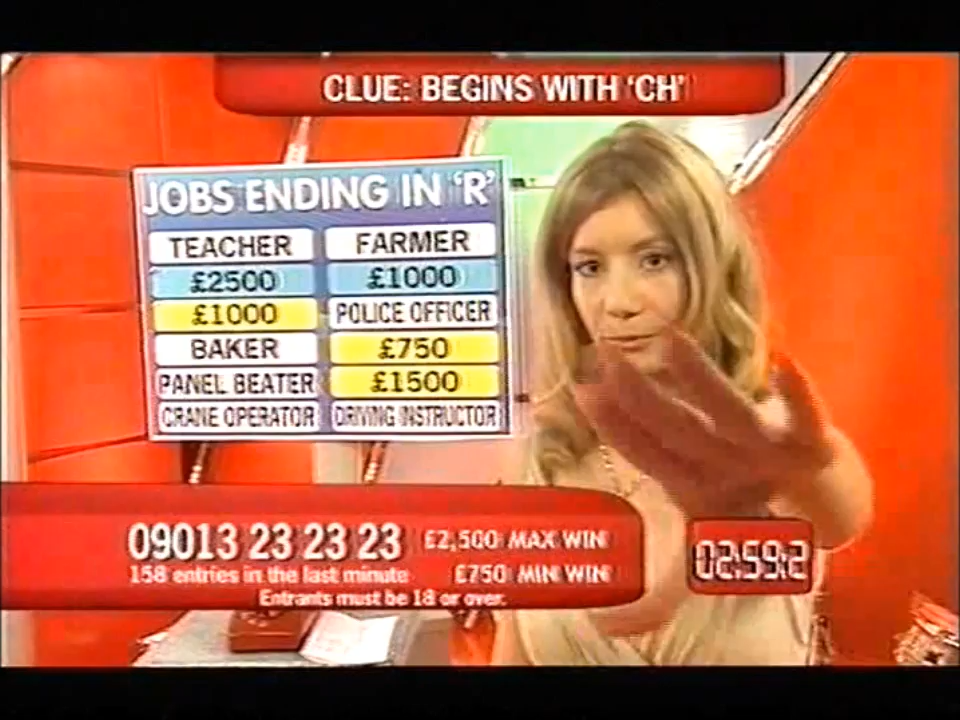 CLUE: BEGINS WITH 'CH'
JOBS ENDING IN 'R'
TEACHER FARMER
£2500 £1000
£1000 POLICE OFFICER
BAKER £750
PANEL BEATER £1500
CRANE OPERATOR DRIVING INSTRUCTOR
09013 23 23 23 £2,500 MAX WIN
158 entries in the last minute £750 MIN WIN
Entrants must be 18 or over.
02:59:2